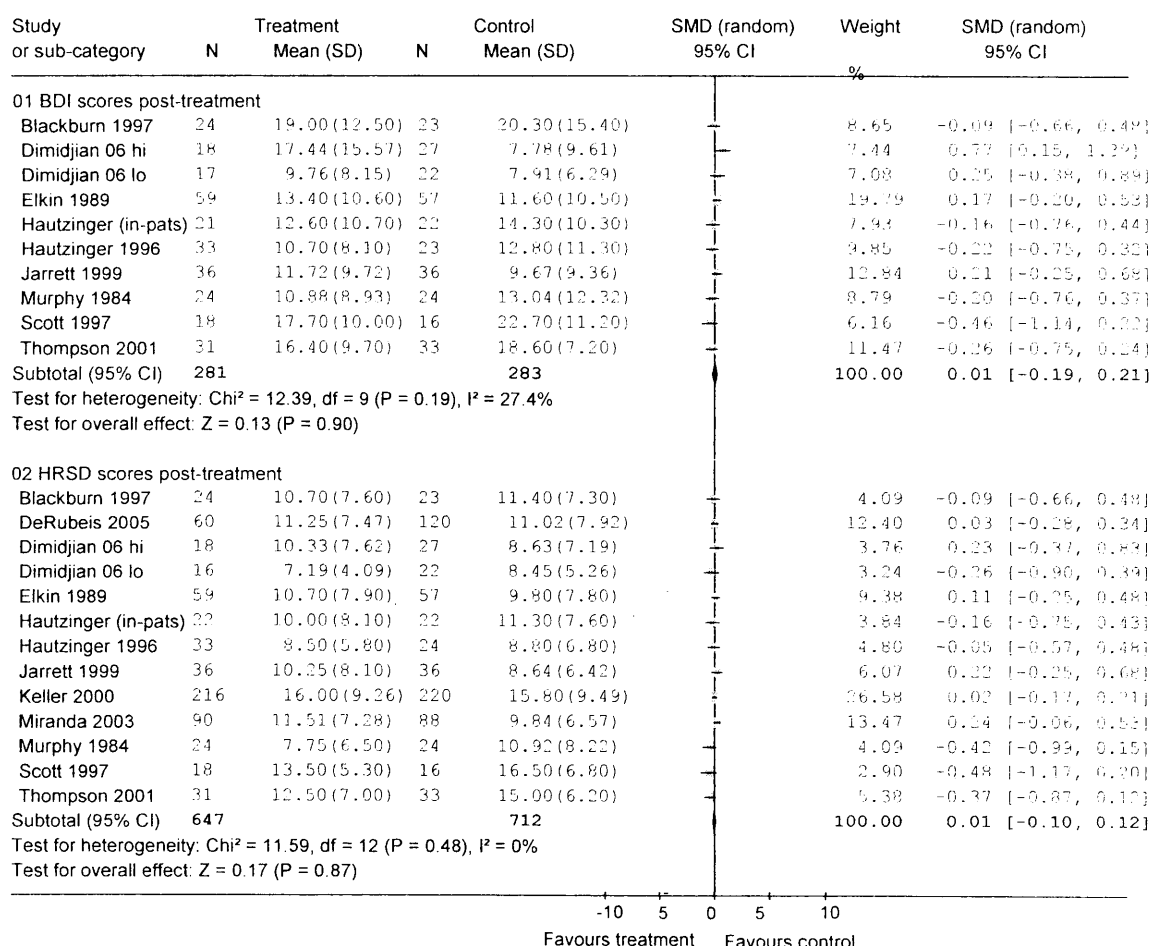 Study Treatment Control SMD (random) Weight SMD (random)
or sub-category N Mean (SD) N Mean (SD) 95% CI % 95% CI
01 BDI scores post-treatment
Blackburn 1997 24 19.00(12.50) 23 20.30(15.40) 8.65 -0.09 [-0.66, 0.48]
Dimidjian 06 hi 18 17.44(15.57) 27 7.78(9.61) 7.44 0.77 [0.15, 1.39]
Dimidjian 06 lo 17 9.76(8.15) 22 7.91(6.29) 7.08 0.25 [-0.38, 0.89]
Elkin 1989 59 13.40(10.60) 57 11.60(10.50) 19.79 0.17 [-0.20, 0.53]
Hautzinger (in-pats) 21 12.60(10.70) 22 14.30(10.30) 7.93 -0.16 [-0.76, 0.44]
Hautzinger 1996 33 10.70(8.10) 23 12.80(11.30) 9.85 -0.22 [-0.75, 0.32]
Jarrett 1999 36 11.72(9.72) 36 9.67(9.36) 12.84 0.21 [-0.25, 0.68]
Murphy 1984 24 10.88(8.93) 24 13.04(12.32) 8.79 -0.20 [-0.76, 0.37]
Scott 1997 18 17.70(10.00) 16 22.70(11.20) 6.16 -0.46 [-1.14, 0.22]
Thompson 2001 31 16.40(9.70) 33 18.60(7.20) 11.47 -0.26 [-0.75, 0.24]
Subtotal (95% CI) 281 283 100.00 0.01 [-0.19, 0.21]
Test for heterogeneity: Chi² = 12.39, df = 9 (P = 0.19), I² = 27.4%
Test for overall effect: Z = 0.13 (P = 0.90)
02 HRSD scores post-treatment
Blackburn 1997 24 10.70(7.60) 23 11.40(7.30) 4.09 -0.09 [-0.66, 0.48]
DeRubeis 2005 60 11.25(7.47) 120 11.02(7.92) 12.40 0.03 [-0.28, 0.34]
Dimidjian 06 hi 18 10.33(7.62) 27 8.63(7.19) 3.76 0.23 [-0.37, 0.83]
Dimidjian 06 lo 16 7.19(4.09) 22 8.45(5.26) 3.24 -0.26 [-0.90, 0.39]
Elkin 1989 59 10.70(7.90) 57 9.80(7.80) 9.38 0.11 [-0.25, 0.48]
Hautzinger (in-pats) 22 10.00(8.10) 22 11.30(7.60) 3.84 -0.16 [-0.75, 0.43]
Hautzinger 1996 33 8.50(5.80) 24 8.80(6.80) 4.80 -0.05 [-0.57, 0.48]
Jarrett 1999 36 10.25(8.10) 36 8.64(6.42) 6.07 0.22 [-0.25, 0.68]
Keller 2000 216 16.00(9.26) 220 15.80(9.49) 26.58 0.02 [-0.17, 0.21]
Miranda 2003 90 11.51(7.28) 88 9.84(6.57) 13.47 0.24 [-0.06, 0.53]
Murphy 1984 24 7.75(6.50) 24 10.92(8.22) 4.09 -0.42 [-0.99, 0.15]
Scott 1997 18 13.50(5.30) 16 16.50(6.80) 2.90 -0.48 [-1.17, 0.20]
Thompson 2001 31 12.50(7.00) 33 15.00(6.20) 5.38 -0.37 [-0.87, 0.12]
Subtotal (95% CI) 647 712 100.00 0.01 [-0.10, 0.12]
Test for heterogeneity: Chi² = 11.59, df = 12 (P = 0.48), I² = 0%
Test for overall effect: Z = 0.17 (P = 0.87)
-10 5 0 5 10
Favours treatment Favours control